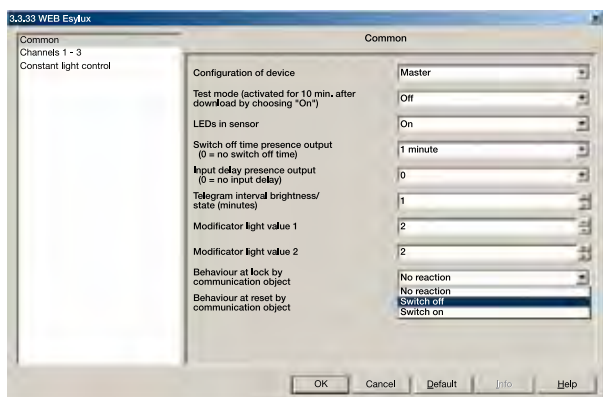 3.3.33 WEB Esylux
Common
Channels 1 - 3
Constant light control
Common
Configuration of device
Master
Test mode (activated for 10 min. after
download by choosing "On")
Off
LEDs in sensor
On
Switch off time presence output
(0 = no switch off time)
1 minute
Input delay presence output
(0 = no input delay)
0
Telegram interval brightness/
state (minutes)
1
Modificator light value 1
2
Modificator light value 2
2
Behaviour at lock by
communication object
No reaction
No reaction
Switch off
Switch on
Behaviour at reset by
communication object
OK
Cancel
Default
Info
Help